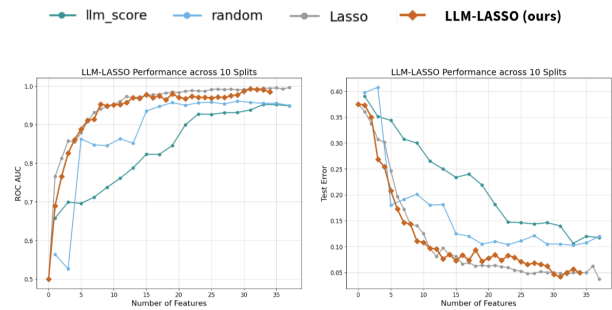 llm_score random Lasso LLM-LASSO (ours)
LLM-LASSO Performance across 10 Splits
1.0
0.9
0.8
0.7
0.6
0.5
ROC AUC
0 5 10 15 20 25 30 35
Number of Features
LLM-LASSO Performance across 10 Splits
0.40
0.35
0.30
0.25
0.20
0.15
0.10
0.05
Test Error
0 5 10 15 20 25 30 35
Number of Features